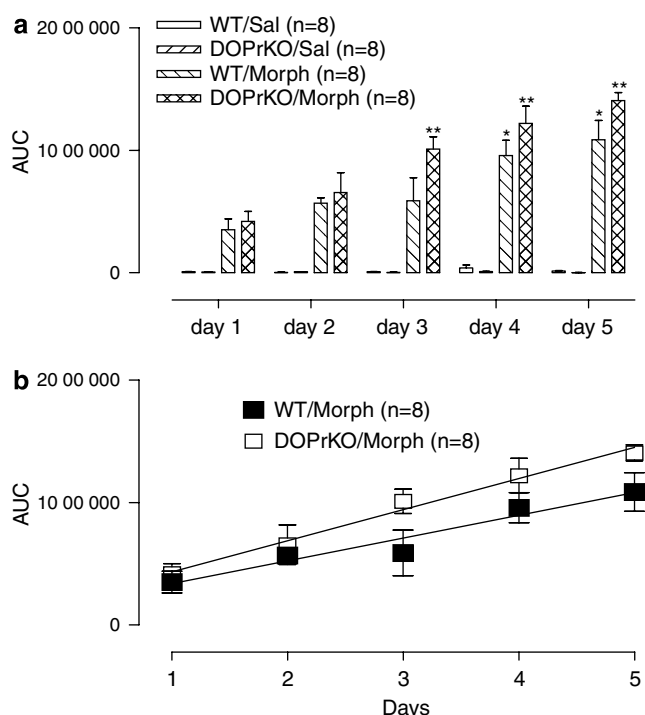 a
WT/Sal (n=8)
DOPrKO/Sal (n=8)
WT/Morph (n=8)
DOPrKO/Morph (n=8)
20 00 000
10 00 000
0
AUC
** * ** * **
day 1 day 2 day 3 day 4 day 5
b
WT/Morph (n=8)
DOPrKO/Morph (n=8)
20 00 000
10 00 000
0
AUC
1 2 3 4 5
Days